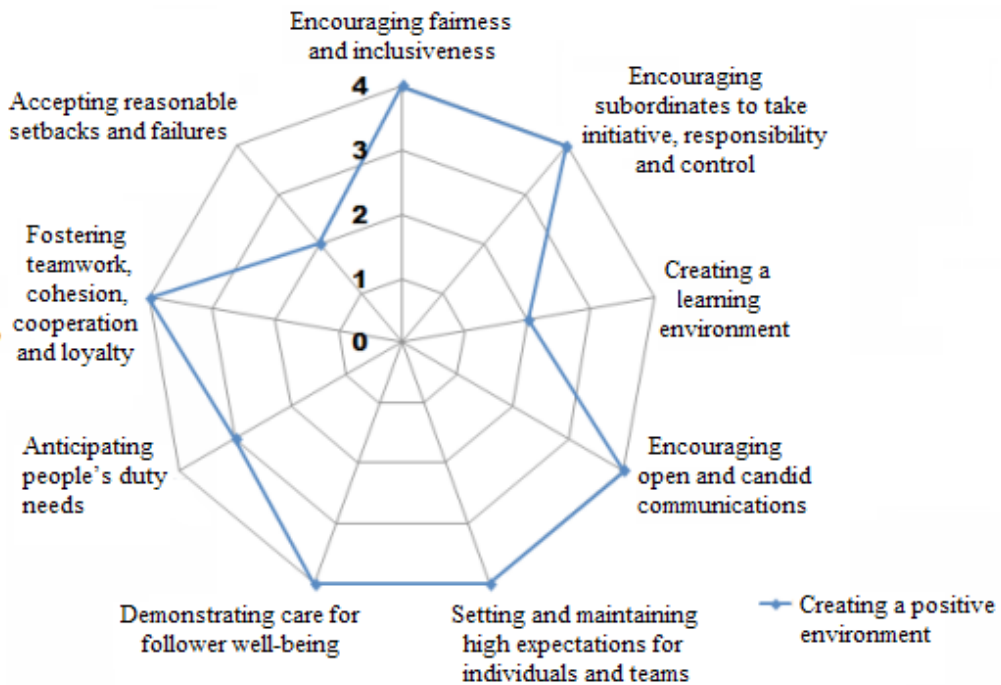 Encouraging fairness
and inclusiveness
Encouraging
subordinates to take
initiative, responsibility
and control
Creating a
learning
environment
Encouraging
open and candid
communications
Setting and maintaining
high expectations for
individuals and teams
Demonstrating care for
follower well-being
Anticipating
people’s duty
needs
Fostering
teamwork,
cohesion,
cooperation
and loyalty
Accepting reasonable
setbacks and failures
4
3
2
1
0
Creating a positive
environment